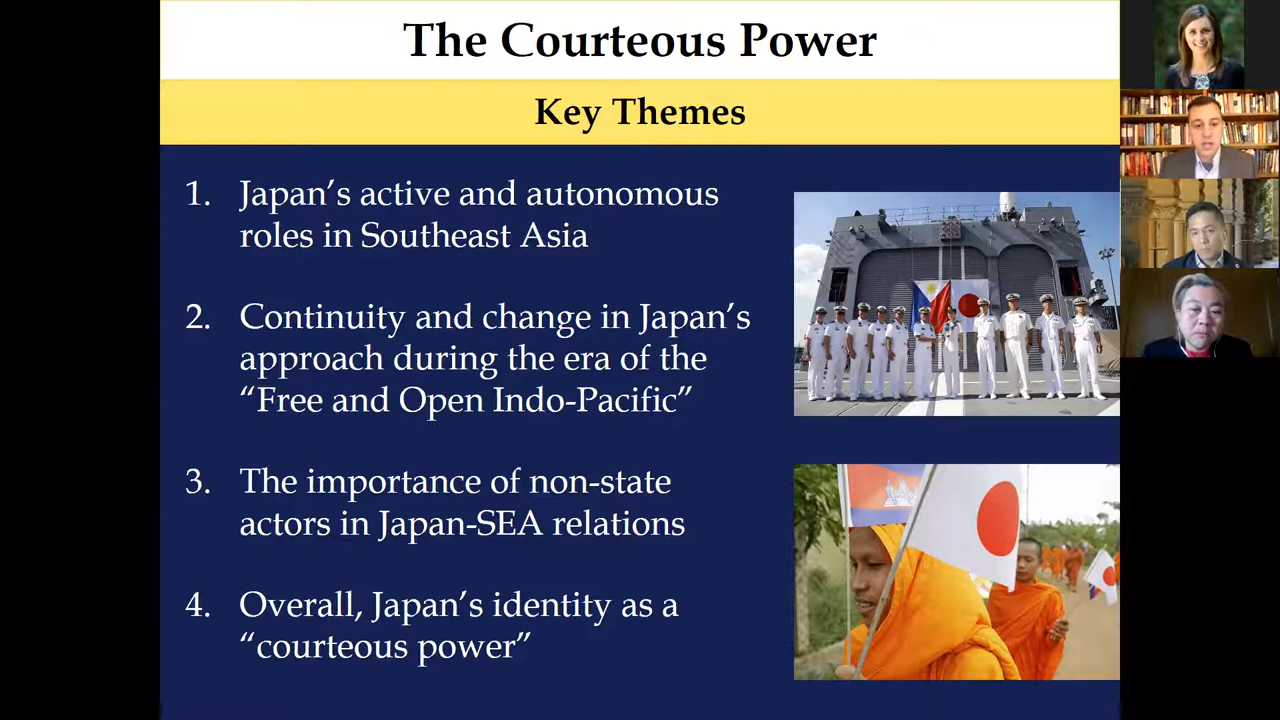 The Courteous Power
Key Themes
1. Japan’s active and autonomous
roles in Southeast Asia
2. Continuity and change in Japan’s
approach during the era of the
“Free and Open Indo-Pacific”
3. The importance of non-state
actors in Japan-SEA relations
4. Overall, Japan’s identity as a
“courteous power”